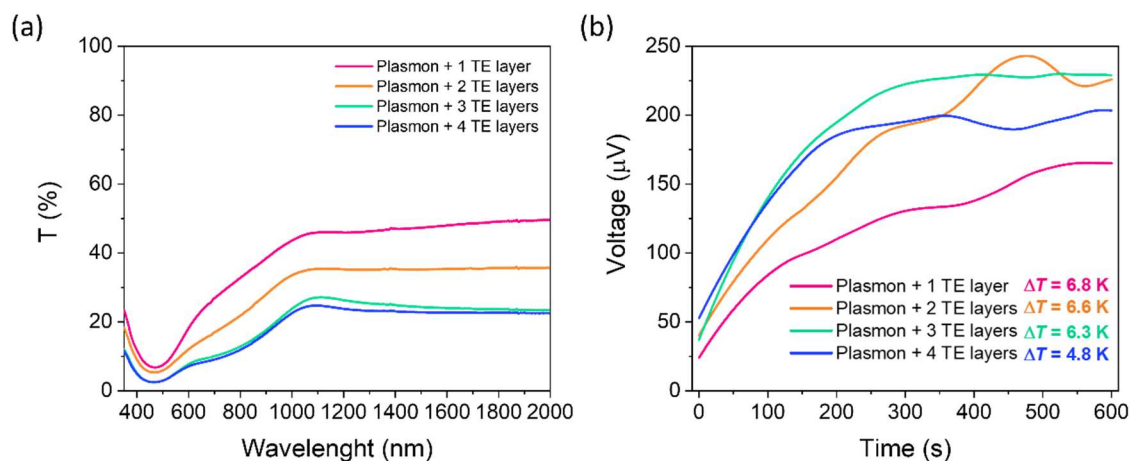 (a)
100
80
60
40
20
0
T (%)
Plasmon + 1 TE layer
Plasmon + 2 TE layers
Plasmon + 3 TE layers
Plasmon + 4 TE layers
400 600 800 1000 1200 1400 1600 1800 2000
Wavelenght (nm)
(b)
250
200
150
100
50
0
Voltage (μV)
Plasmon + 1 TE layer ΔT = 6.8 K
Plasmon + 2 TE layers ΔT = 6.6 K
Plasmon + 3 TE layers ΔT = 6.3 K
Plasmon + 4 TE layers ΔT = 4.8 K
0 100 200 300 400 500 600
Time (s)